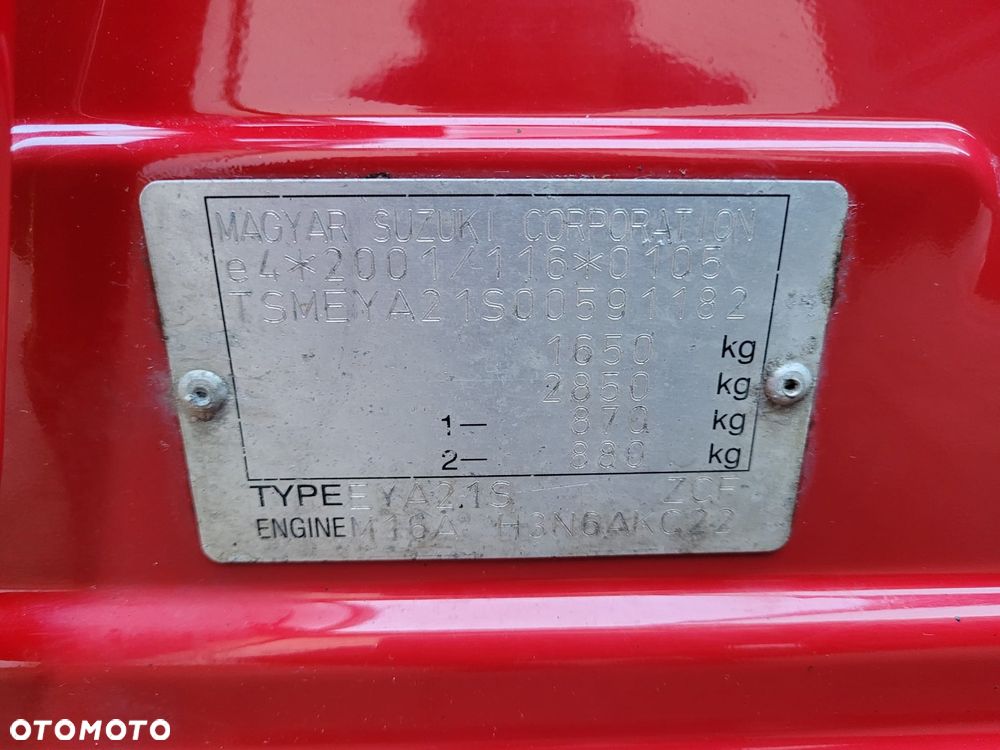 MAGYAR SUZUKI CORPORATION
e4*2001/116*0105
TSMEYA21S00591182
1650 kg
2850 kg
1— 870 kg
2— 880 kg
TYPE EYA21S ZCF
ENGINE M16A H3N6AKC22
OTOMOTO